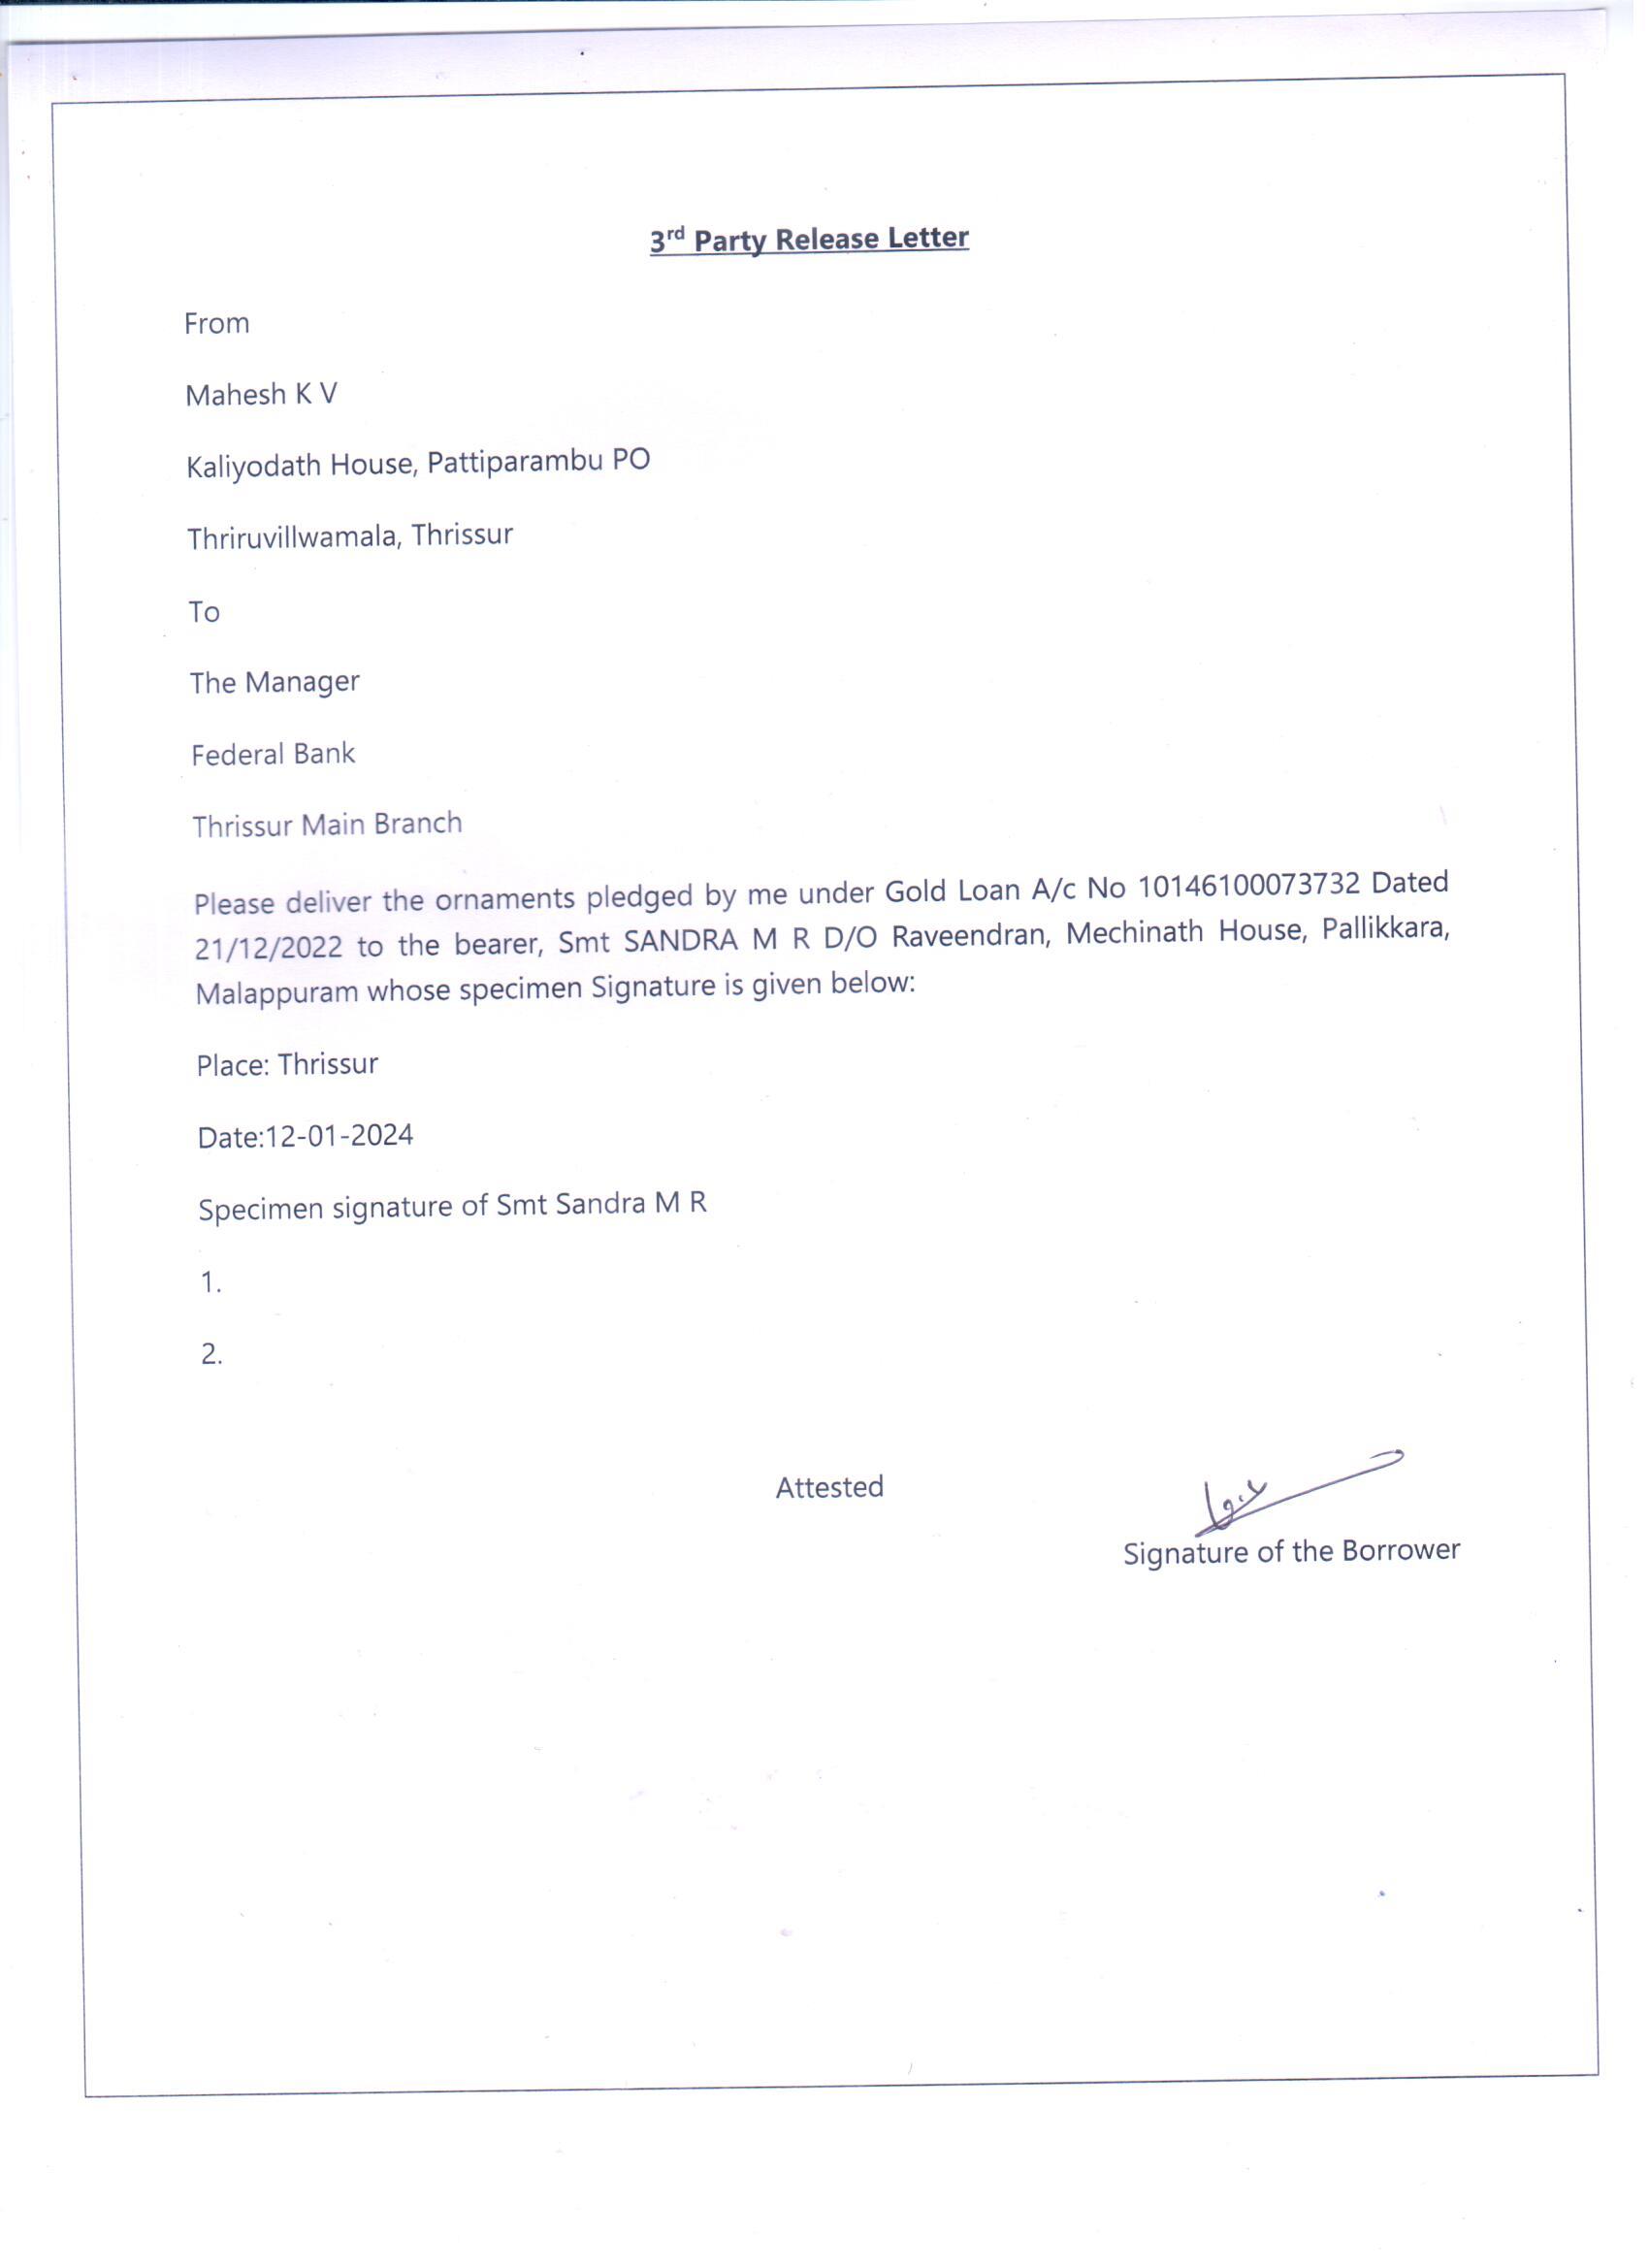 3rd Party Release Letter
From
Mahesh K V
Kaliyodath House, Pattiparambu PO
Thriruvillwamala, Thrissur
To
The Manager
Federal Bank
Thrissur Main Branch
Please deliver the ornaments pledged by me under Gold Loan A/c No 10146100073732 Dated
21/12/2022 to the bearer, Smt SANDRA M R D/O Raveendran, Mechinath House, Pallikkara,
Malappuram whose specimen Signature is given below:
Place: Thrissur
Date:12-01-2024
Specimen signature of Smt Sandra M R
1.
2.
Attested
Signature of the Borrower